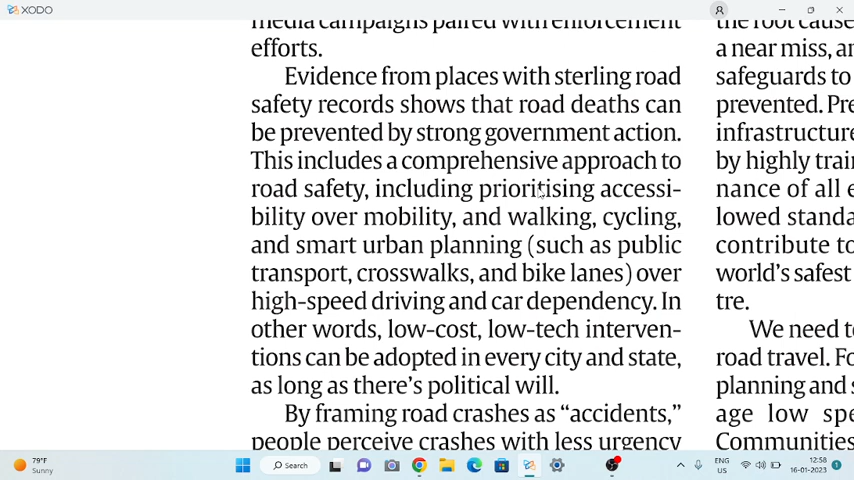 XODO
media campaigns paired with enforcement
efforts.
Evidence from places with sterling road
safety records shows that road deaths can
be prevented by strong government action.
This includes a comprehensive approach to
road safety, including prioritising accessi-
bility over mobility, and walking, cycling,
and smart urban planning (such as public
transport, crosswalks, and bike lanes) over
high-speed driving and car dependency. In
other words, low-cost, low-tech interven-
tions can be adopted in every city and state,
as long as there's political will.
By framing road crashes as “accidents,”
people perceive crashes with less urgency
the root cause
a near miss, an
safeguards to
prevented. Pre
infrastructure
by highly train
nance of all e
lowed standa
contribute to
world's safest
tre.
We need to
road travel. Fo
planning and s
age low spe
Communities
79°F
Sunny
Search
ENG
US
12:58
16-01-2023
1